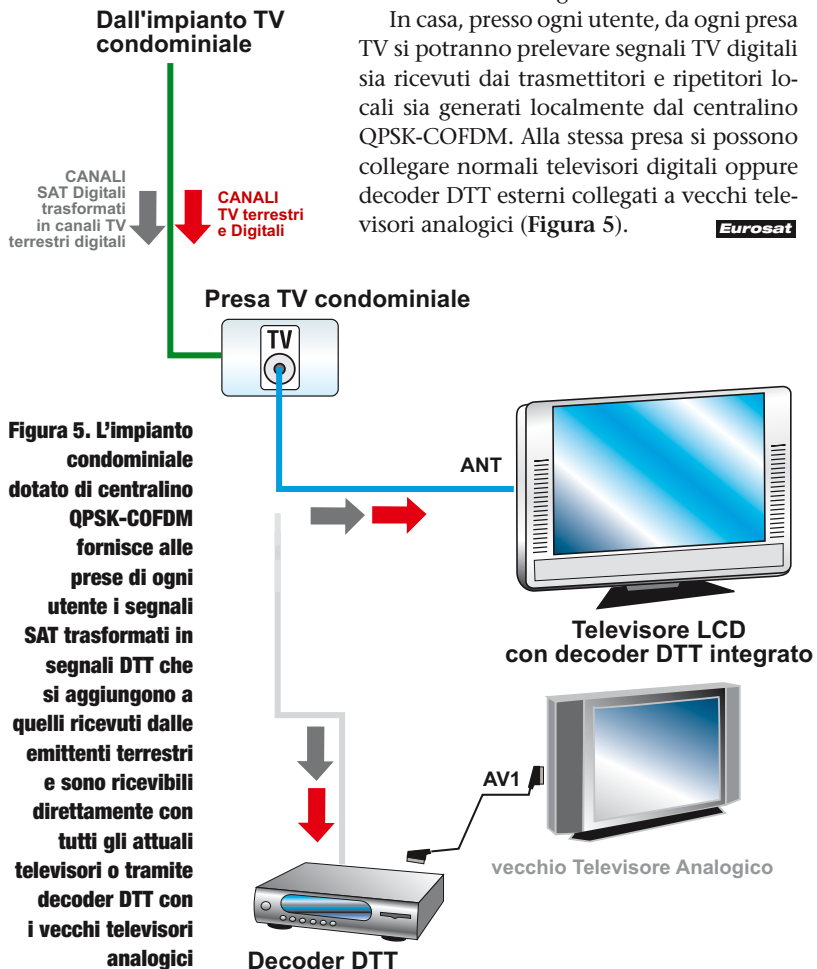 Dall'impianto TV
condominiale
In casa, presso ogni utente, da ogni presa
TV si potranno prelevare segnali TV digitali
sia ricevuti dai trasmettitori e ripetitori lo-
cali sia generati localmente dal centralino
QPSK-COFDM. Alla stessa presa si possono
collegare normali televisori digitali oppure
decoder DTT esterni collegati a vecchi tele-
visori analogici (Figura 5).
Eurosat
CANALI
SAT Digitali
trasformati
in canali TV
terrestri digitali
CANALI
TV terrestri
e Digitali
Presa TV condominiale
TV
ANT
Figura 5. L'impianto
condominiale
dotato di centralino
QPSK-COFDM
fornisce alle
prese di ogni
utente i segnali
SAT trasformati in
segnali DTT che
si aggiungono a
quelli ricevuti dalle
emittenti terrestri
e sono ricevibili
direttamente con
tutti gli attuali
televisori o tramite
decoder DTT con
i vecchi televisori
analogici
Televisore LCD
con decoder DTT integrato
AV1
vecchio Televisore Analogico
Decoder DTT